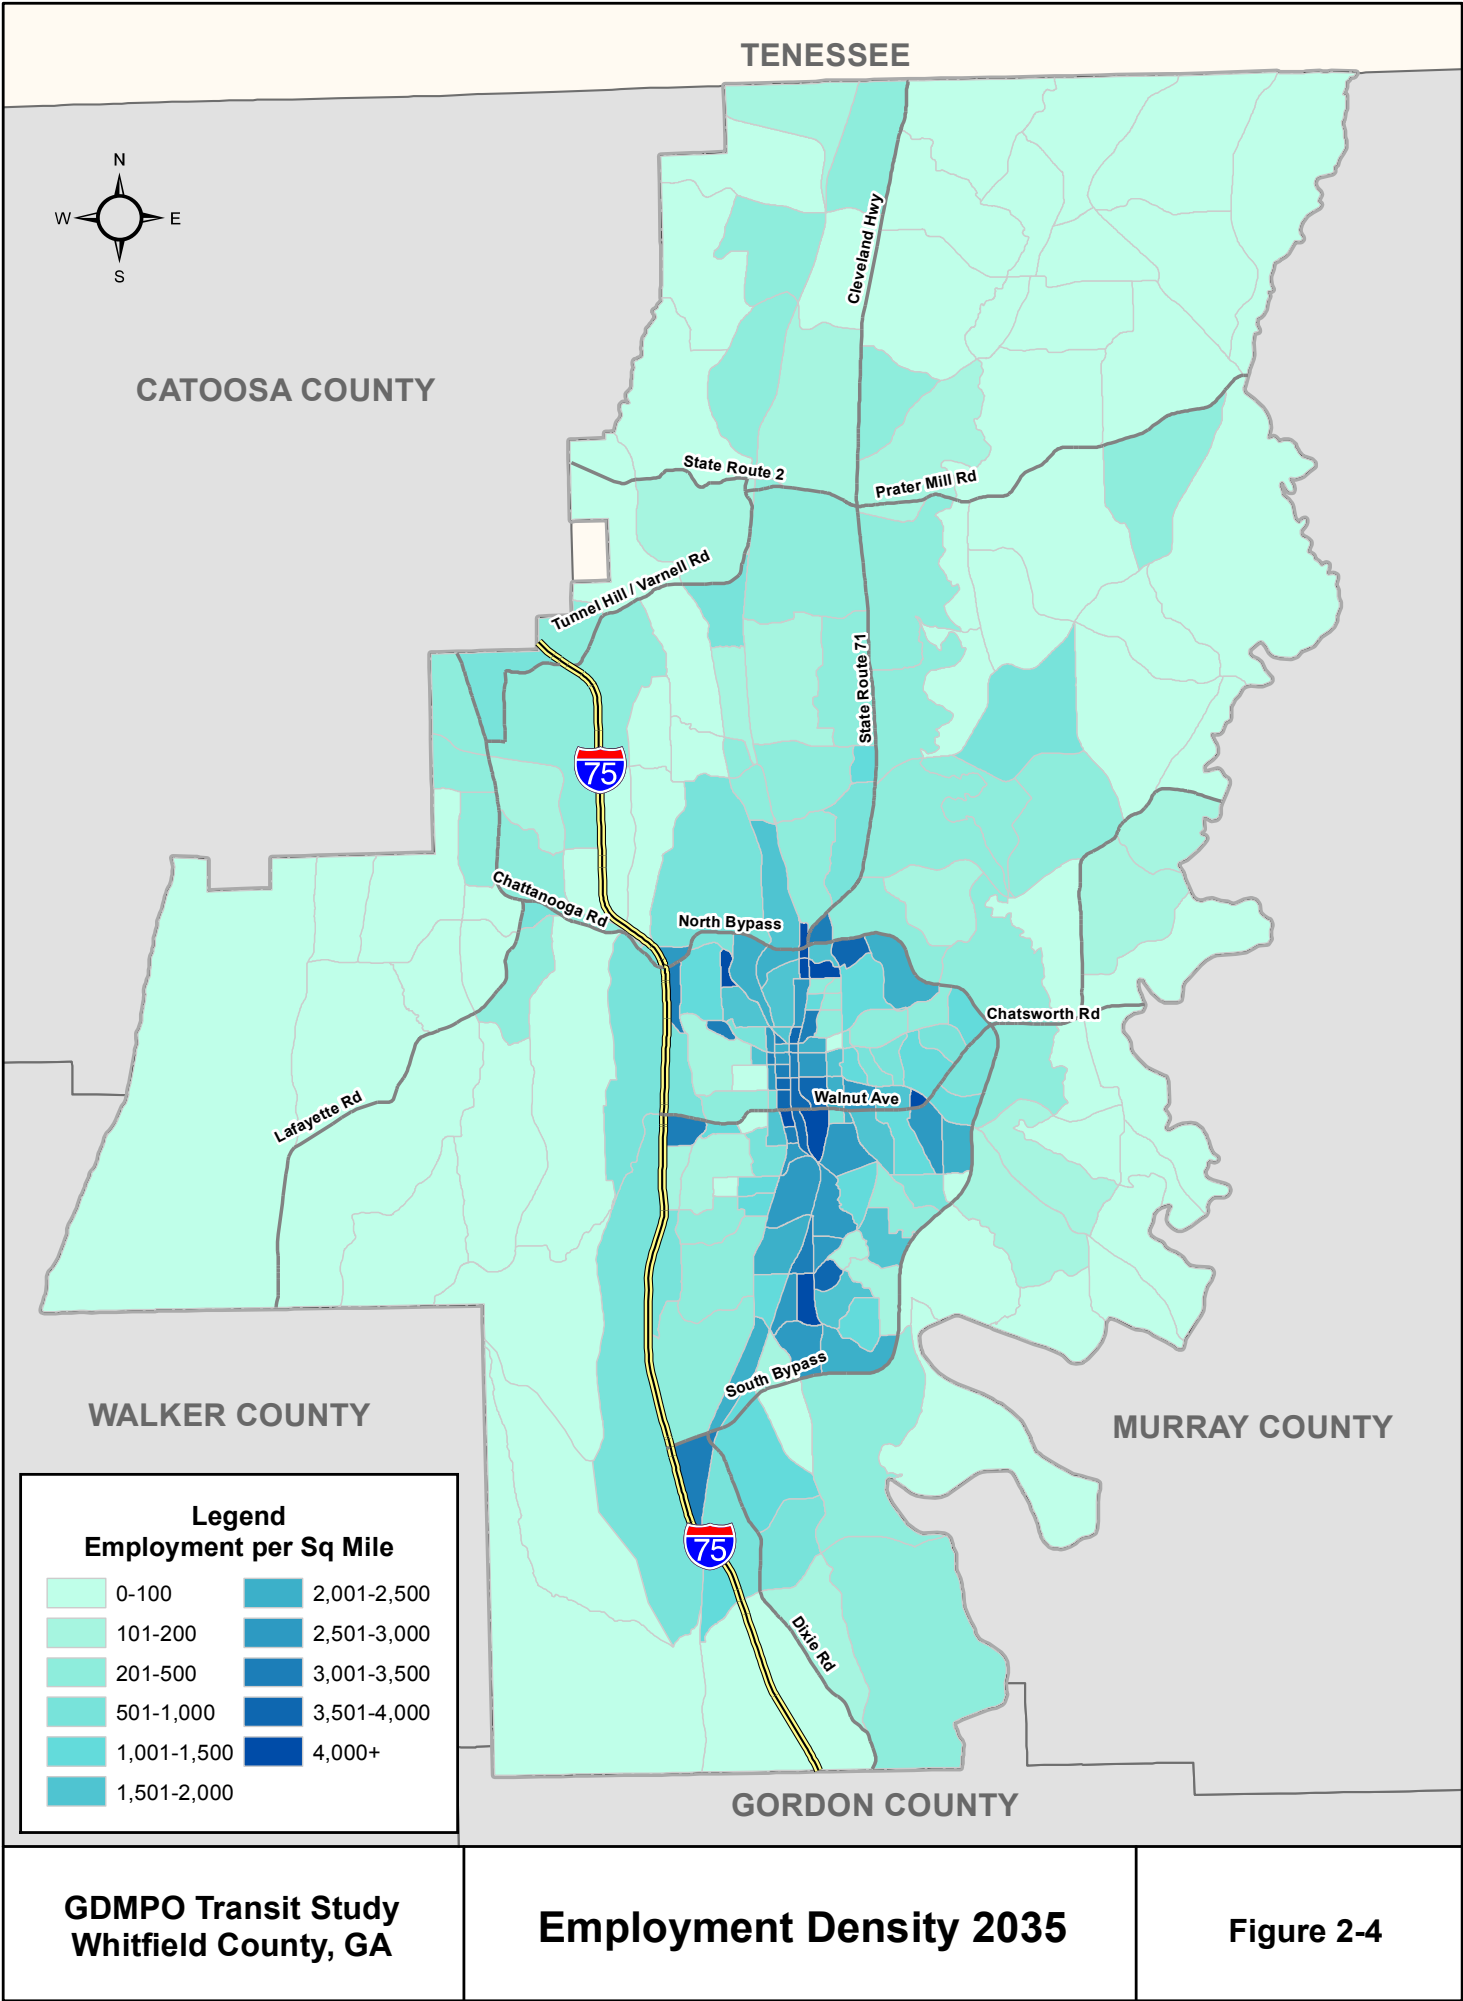 TENESSEE
N
W
E
S
Cleveland Hwy
CATOOSA COUNTY
State Route 2
Prater Mill Rd
Tunnel Hill / Varnell Rd
State Route 71
75
Chattanooga Rd
North Bypass
Chatsworth Rd
Lafayette Rd
Walnut Ave
South Bypass
WALKER COUNTY
MURRAY COUNTY
75
Dixie Rd
GORDON COUNTY
Legend
Employment per Sq Mile
0-100
101-200
201-500
501-1,000
1,001-1,500
1,501-2,000
2,001-2,500
2,501-3,000
3,001-3,500
3,501-4,000
4,000+
GDMPO Transit Study
Whitfield County, GA
Employment Density 2035
Figure 2-4